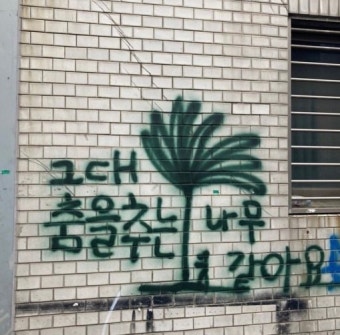 그대
춤을추는 나무
같아요